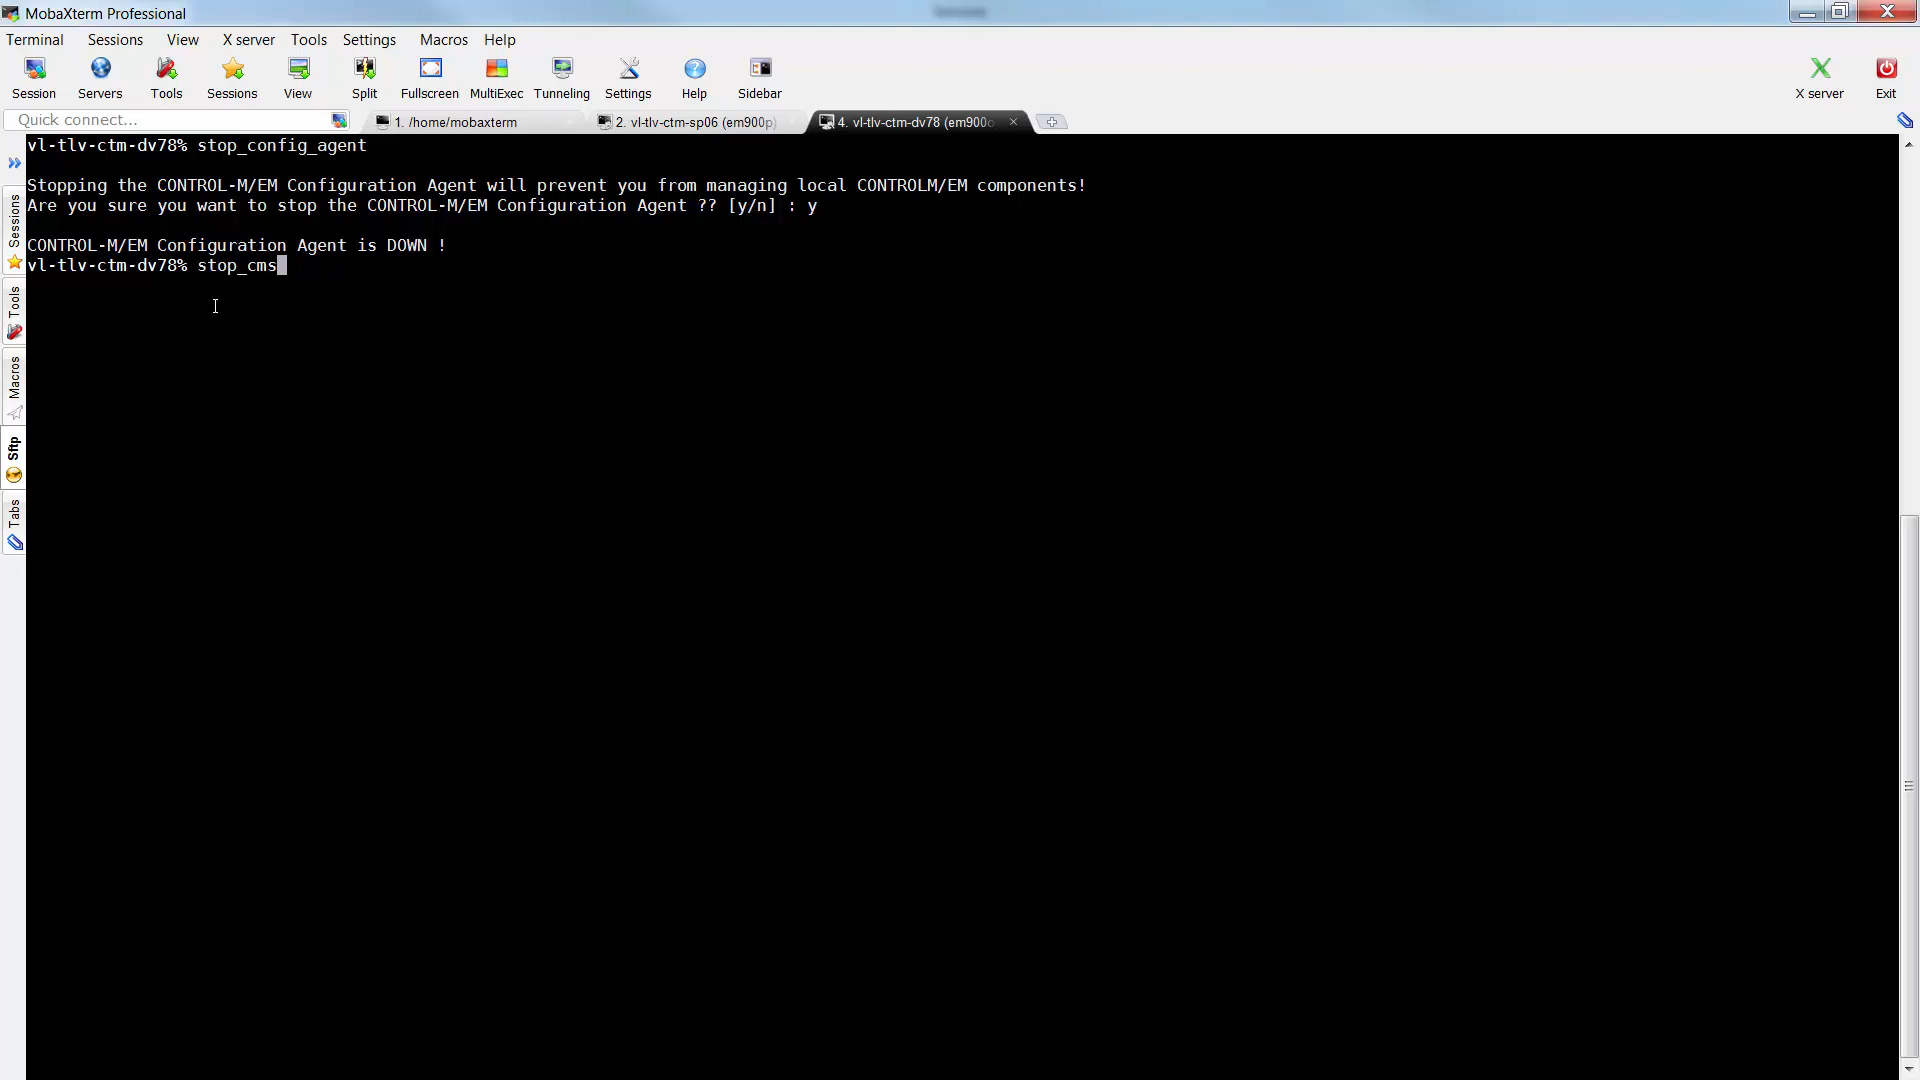 MobaXterm Professional
Terminal Sessions View X server Tools Settings Macros Help
Session Servers Tools Sessions View Split Fullscreen MultiExec Tunneling Settings Help Sidebar X server Exit
Quick connect... 1. /home/mobaxterm 2. vl-tlv-ctm-sp06 (em900p) 4. vl-tlv-ctm-dv78 (em900
vl-tlv-ctm-dv78% stop_config_agent
Stopping the CONTROL-M/EM Configuration Agent will prevent you from managing local CONTROLM/EM components!
Are you sure you want to stop the CONTROL-M/EM Configuration Agent ?? [y/n] : y
CONTROL-M/EM Configuration Agent is DOWN !
vl-tlv-ctm-dv78% stop_cms
Sessions
Tools
Macros
Sftp
Tabs